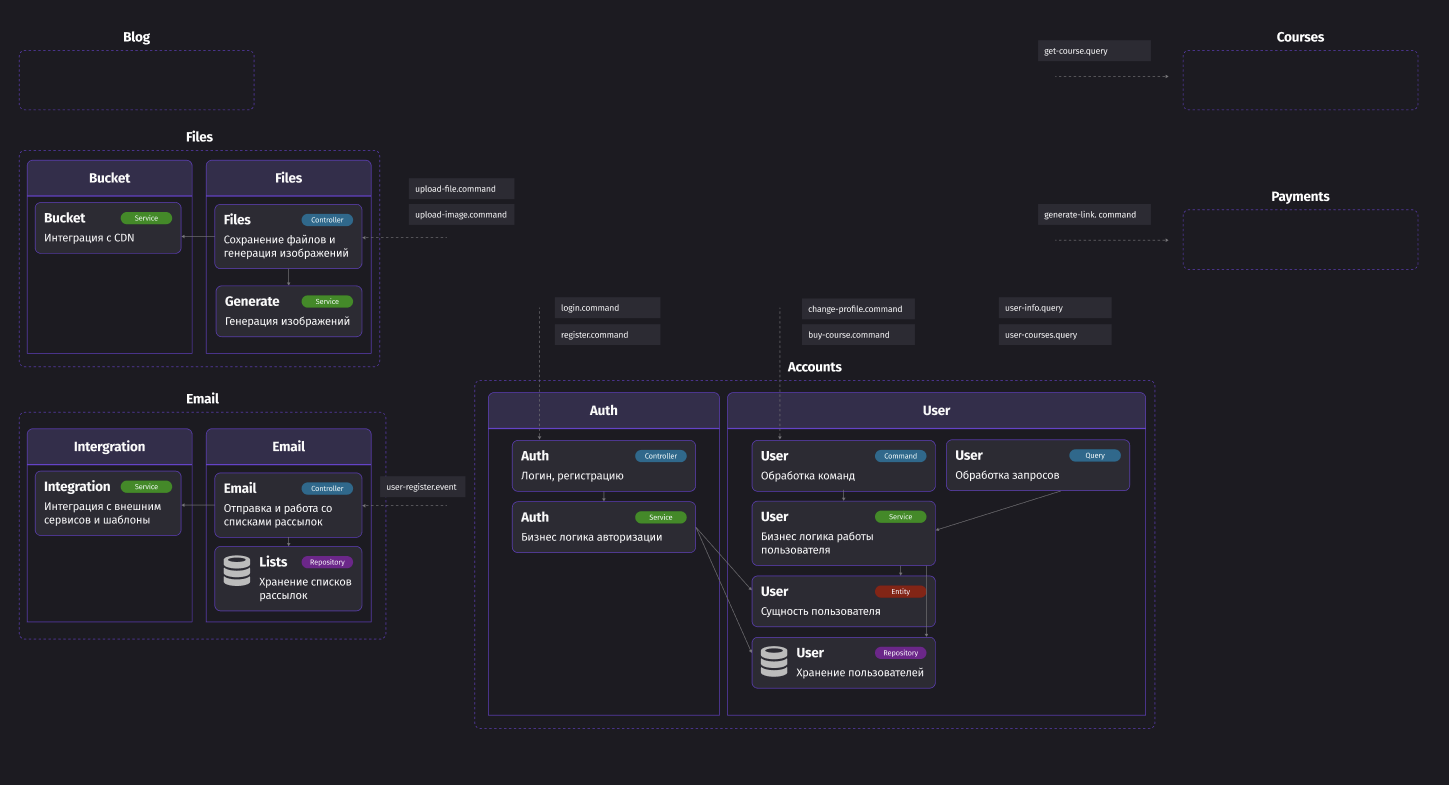 Blog
Courses
get-course.query
Files
Bucket
Files
Bucket
Service
Интеграция с CDN
Files
Controller
Сохранение файлов и
генерация изображений
Generate
Service
Генерация изображений
upload-file.command
upload-image.command
Payments
generate-link. command
login.command
register.command
change-profile.command
buy-course.command
user-info.query
user-courses.query
Email
Intergration
Email
Integration
Service
Интеграция с внешним
сервисов и шаблоны
Email
Controller
Отправка и работа со
списками рассылок
Lists
Repository
Хранение списков
рассылок
user-register.event
Accounts
Auth
User
Auth
Controller
Логин, регистрацию
Auth
Service
Бизнес логика авторизации
User
Command
Обработка команд
User
Query
Обработка запросов
User
Service
Бизнес логика работы
пользователя
User
Entity
Сущность пользователя
User
Repository
Хранение пользователей